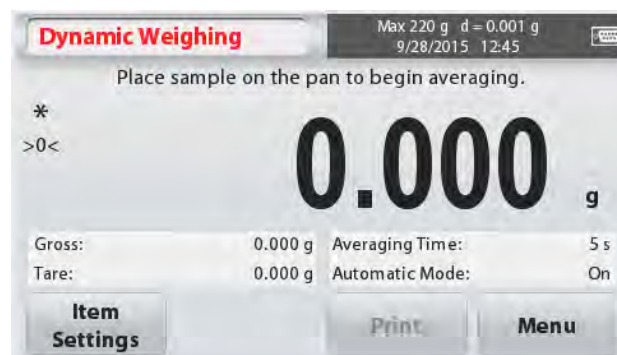 Dynamic Weighing
Max 220 g d = 0.001 g
9/28/2015 12:45
Place sample on the pan to begin averaging.
*
>0<
0.000 g
Gross: 0.000 g Averaging Time: 5 s
Tare: 0.000 g Automatic Mode: On
Item
Settings
Print
Menu